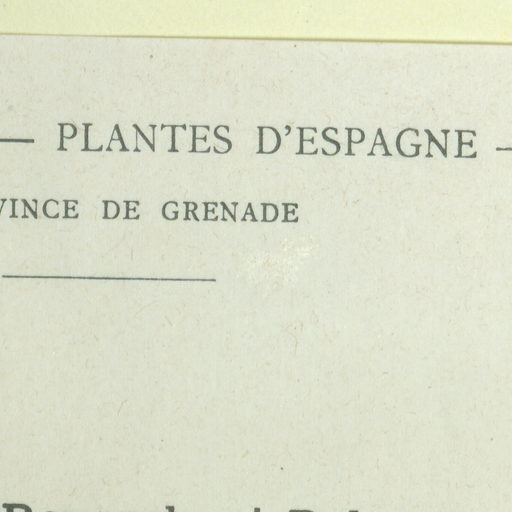 — PLANTES D'ESPAGNE —
VINCE DE GRENADE